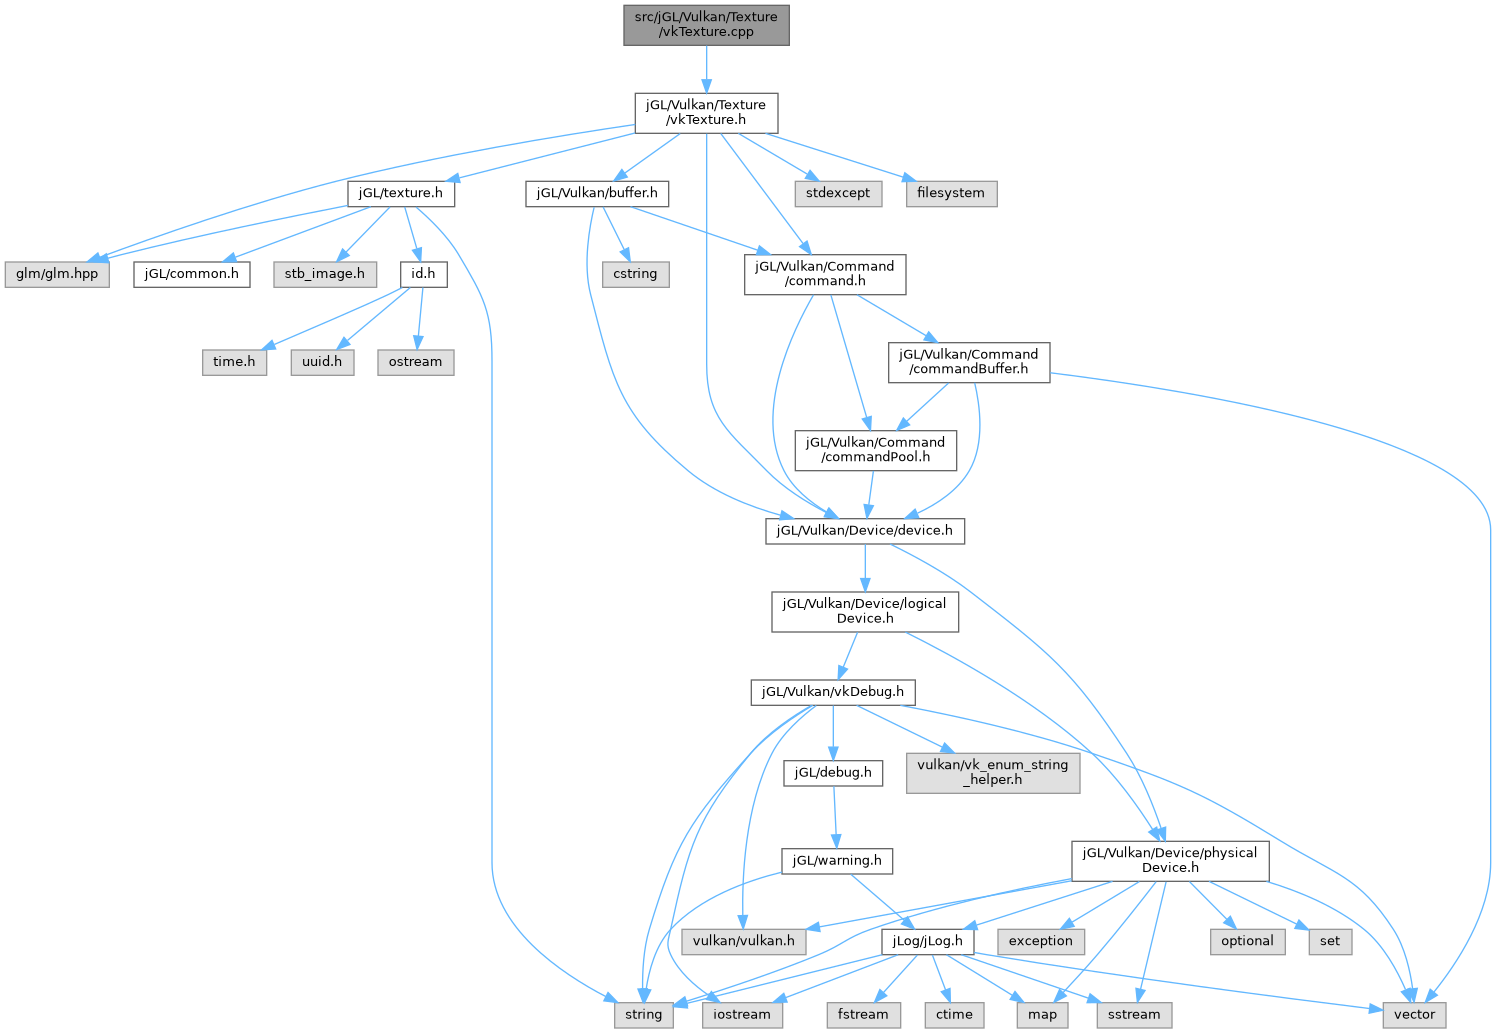 src/jGL/Vulkan/Texture
/vkTexture.cpp
jGL/Vulkan/Texture
/vkTexture.h
jGL/texture.h
jGL/Vulkan/buffer.h
stdexcept
filesystem
glm/glm.hpp
jGL/common.h
stb_image.h
id.h
cstring
jGL/Vulkan/Command
/command.h
time.h
uuid.h
ostream
jGL/Vulkan/Command
/commandBuffer.h
jGL/Vulkan/Command
/commandPool.h
jGL/Vulkan/Device/device.h
jGL/Vulkan/Device/logical
Device.h
jGL/Vulkan/vkDebug.h
jGL/debug.h
vulkan/vk_enum_string
_helper.h
jGL/warning.h
jGL/Vulkan/Device/physical
Device.h
vulkan/vulkan.h
jLog/jLog.h
exception
optional
set
string
iostream
fstream
ctime
map
sstream
vector